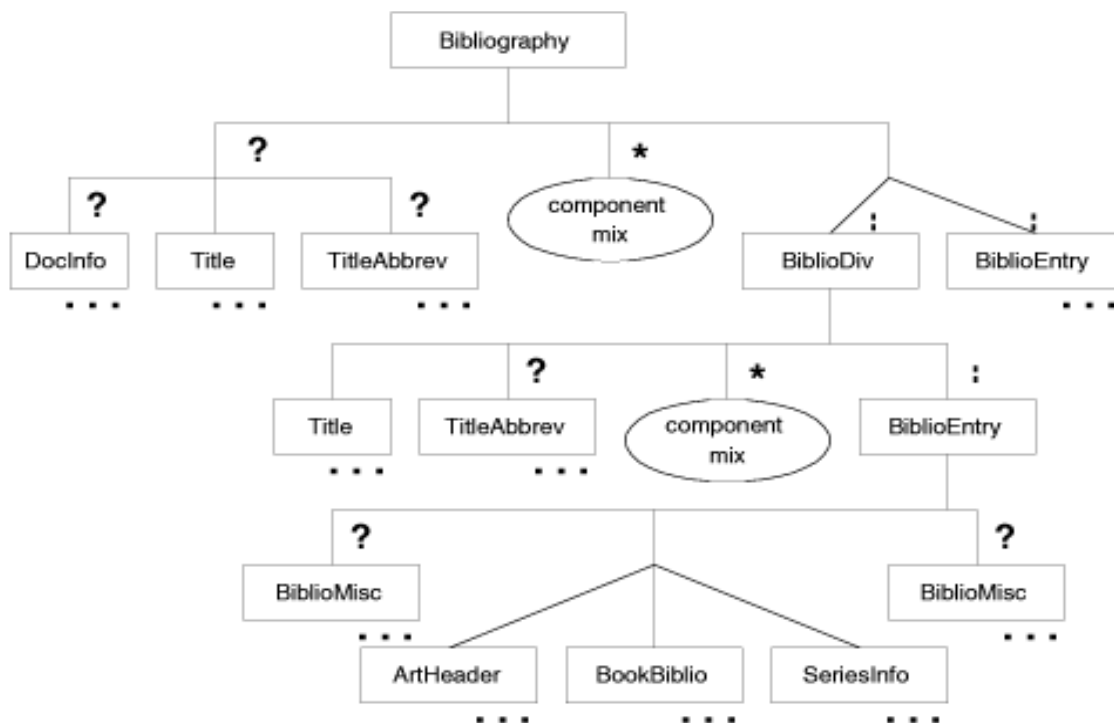 Bibliography
? *
? ?
DocInfo Title TitleAbbrev component mix BiblioDiv BiblioEntry
? *
Title TitleAbbrev component mix BiblioEntry
? ?
BiblioMisc BiblioMisc
ArtHeader BookBiblio SeriesInfo